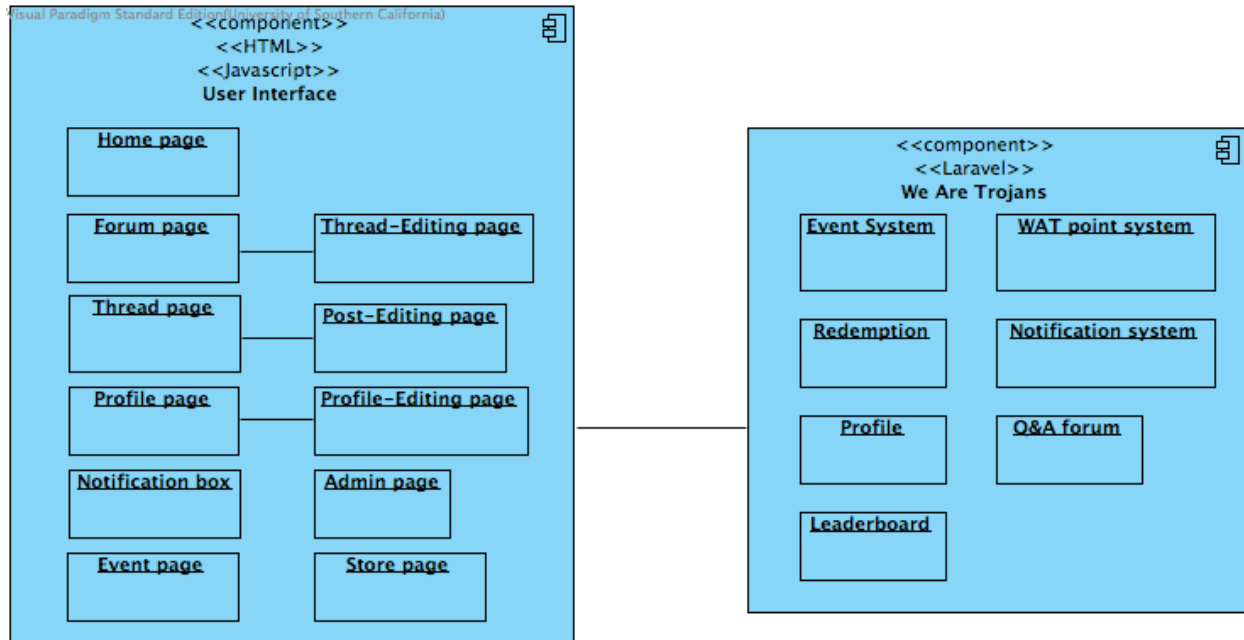 Visual Paradigm Standard Edition(University of Southern California)
<<component>>
<<HTML>>
<<Javascript>>
User Interface
Home page
Forum page
Thread-Editing page
Thread page
Post-Editing page
Profile page
Profile-Editing page
Notification box
Admin page
Event page
Store page
<<component>>
<<Laravel>>
We Are Trojans
Event System
WAT point system
Redemption
Notification system
Profile
Q&A forum
Leaderboard